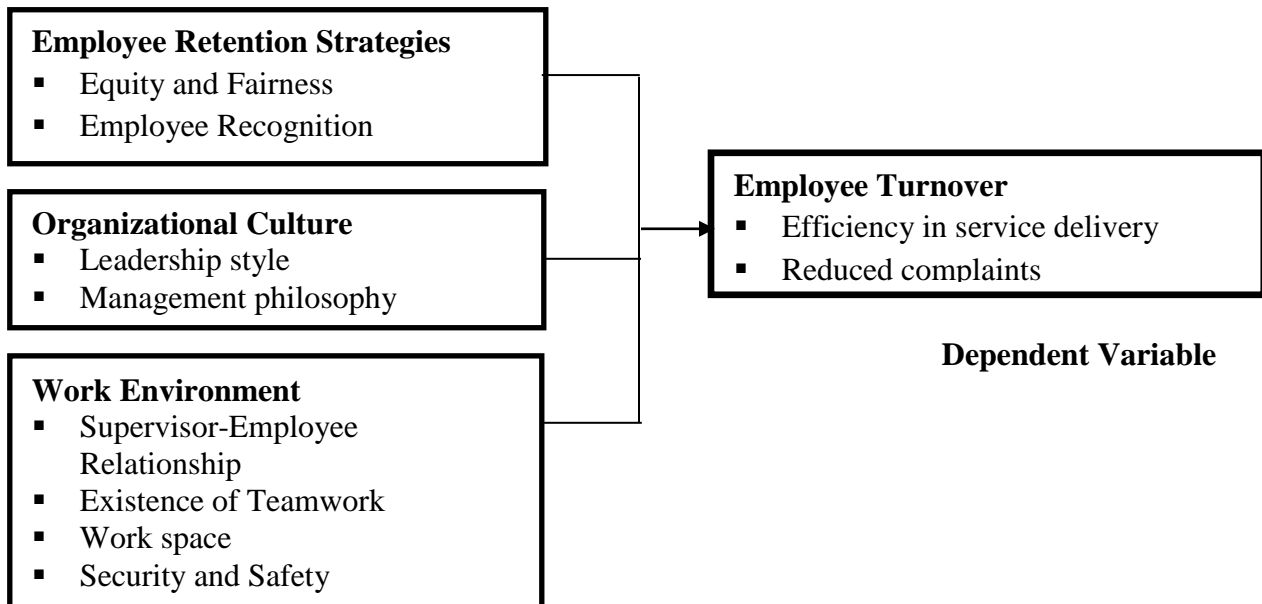 Employee Retention Strategies
▪ Equity and Fairness
▪ Employee Recognition
Organizational Culture
▪ Leadership style
▪ Management philosophy
Work Environment
▪ Supervisor-Employee
Relationship
▪ Existence of Teamwork
▪ Work space
▪ Security and Safety
Employee Turnover
▪ Efficiency in service delivery
▪ Reduced complaints
Dependent Variable